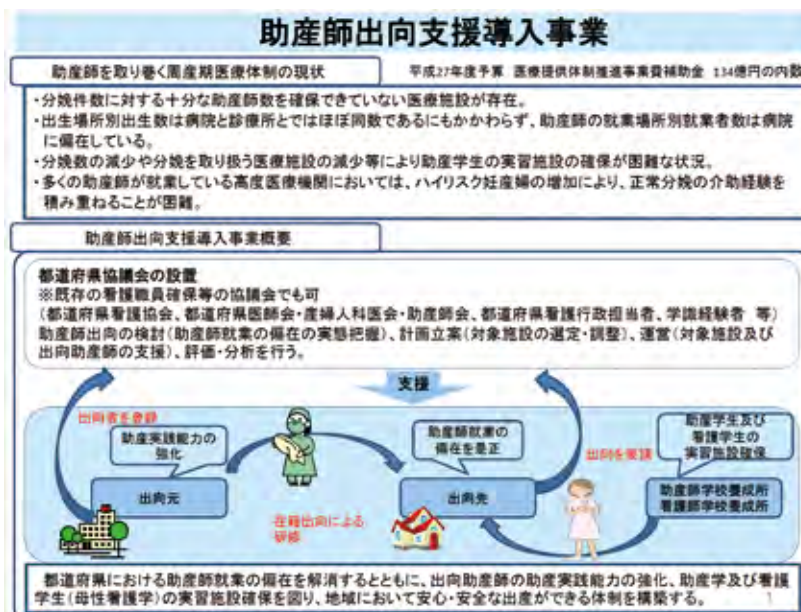 助産師出向支援導入事業
助産師を取り巻く周産期医療体制の現状
平成27年度予算 医療提供体制推進事業費補助金 134億円の内数
・分娩件数に対する十分な助産師数を確保できていない医療施設が存在。
・出生場所別出生数は病院と診療所とではほぼ同数であるにもかかわらず、助産師の就業場所別就業者数は病院
に偏在している。
・分娩数の減少や分娩を取り扱う医療施設の減少等により助産学生の実習施設の確保が困難な状況。
・多くの助産師が就業している高度医療機関においては、ハイリスク妊産婦の増加により、正常分娩の介助経験を
積み重ねることが困難。
助産師出向支援導入事業概要
都道府県協議会の設置
※既存の看護職員確保等の協議会でも可
(都道府県看護協会、都道府県医師会・産婦人科医会・助産師会、都道府県看護行政担当者、学識経験者 等)
助産師出向の検討(助産師就業の偏在の実態把握)、計画立案(対象施設の選定・調整)、運営(対象施設及び
出向助産師の支援)、評価・分析を行う。
支援
出向者を登録
助産実践能力の
強化
出向元
在籍出向による
研修
助産師就業の
偏在を是正
出向先
出向を要請
助産学生及び
看護学生の
実習施設確保
助産師学校養成所
看護師学校養成所
都道府県における助産師就業の偏在を解消するとともに、出向助産師の助産実践能力の強化、助産学及び看護
学生(母性看護学)の実習施設確保を図り、地域において安心・安全な出産ができる体制を構築する。
1